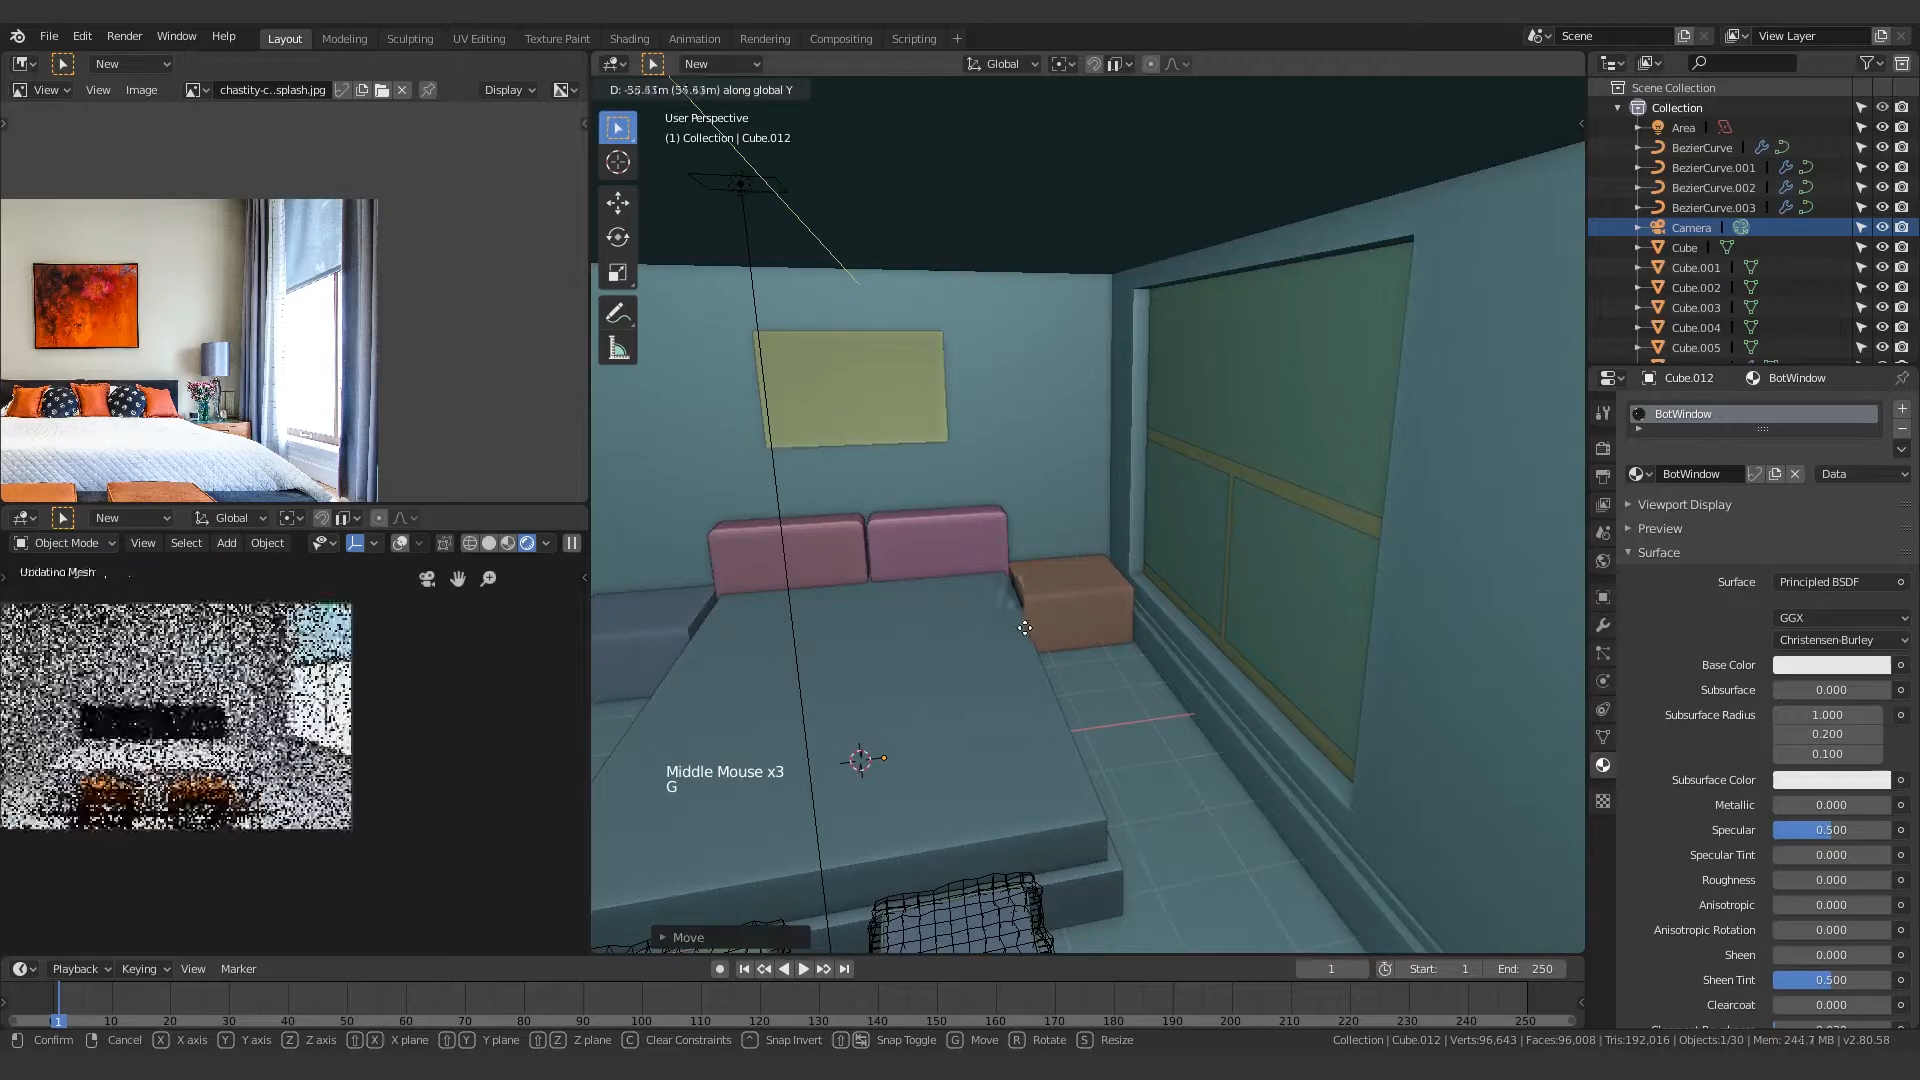 File Edit Render Window Help Layout Modeling Sculpting UV Editing Texture Paint Shading Animation Rendering Compositing Scripting Scene View Layer
New
View View Image chastity-c..splash.jpg Display
New Global
User Perspective
(1) Collection | Cube.012
Middle Mouse x3
G
Move
New Global
Object Mode View Select Add Object
Scene Collection
Collection
Area
BezierCurve
BezierCurve.001
BezierCurve.002
BezierCurve.003
Camera
Cube
Cube.001
Cube.002
Cube.003
Cube.004
Cube.005
Cube.012 BotWindow
BotWindow
BotWindow Data
Viewport Display
Preview
Surface
Surface Principled BSDF
GGX
Christensen-Burley
Base Color
Subsurface 0.000
Subsurface Radius 1.000
0.200
0.100
Subsurface Color
Metallic 0.000
Specular 0.500
Specular Tint 0.000
Roughness 0.000
Anisotropic 0.000
Anisotropic Rotation 0.000
Sheen 0.000
Sheen Tint 0.500
Clearcoat 0.000
Playback Keying View Marker 1 Start: 1 End: 250
1 10 20 30 40 50 60 70 80 90 100 110 120 130 140 150 160 170 180 190 200 210 220 230 240 250
Confirm Cancel X X axis Y Y axis Z Z axis X X plane Y Y plane Z Z plane C Clear Constraints ^ Snap Invert Snap Toggle G Move R Rotate S Resize Collection | Cube.012 | Verts:96,643 | Faces:96,008 | Tris:192,016 | Objects:1/30 | Mem: 244.7 MB | v2.80.58